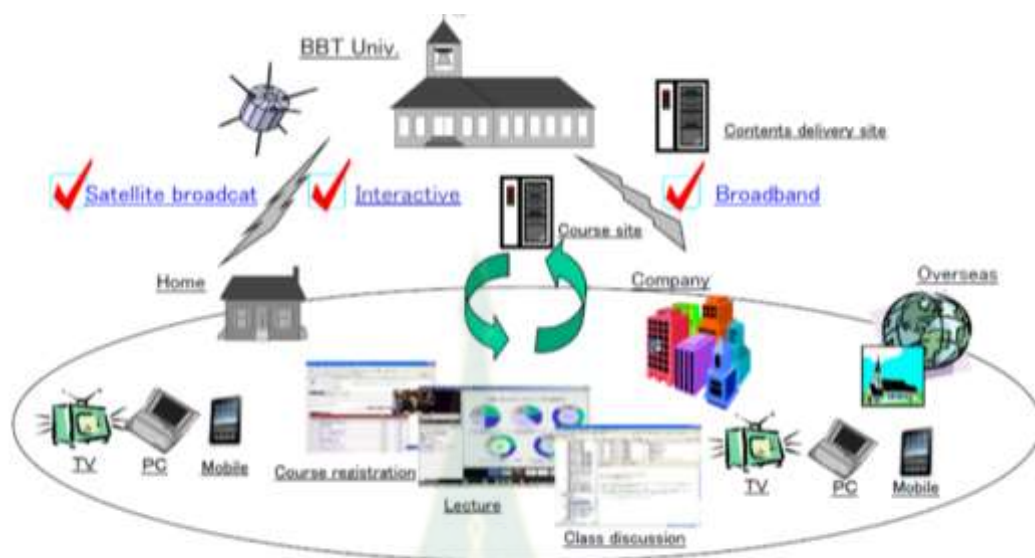 BBT Univ.
Contents delivery site
Satellite broadcat
Interactive
Broadband
Course site
Home
Company
Overseas
TV
PC
Mobile
Course registration
Lecture
Class discussion
TV
PC
Mobile